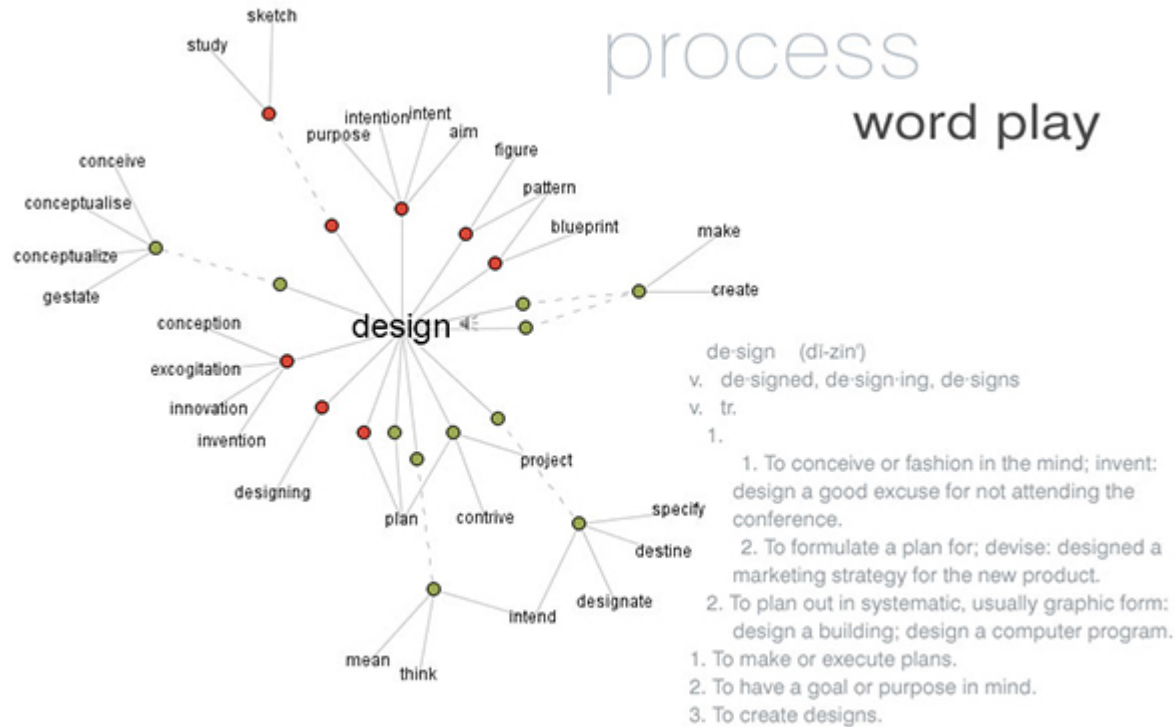 process
word play
sketch
study
intention intent
purpose
aim
figure
conceive
pattern
conceptualise
blueprint
make
conceptualize
gestate
create
conception
design
excogitation
innovation
invention
designing
project
plan
contrive
specify
destine
designate
intend
mean
think
de·sign (dĭ-zīn')
v. de·signed, de·sign·ing, de·signs
v. tr.
1.
1. To conceive or fashion in the mind; invent:
design a good excuse for not attending the
conference.
2. To formulate a plan for; devise: designed a
marketing strategy for the new product.
2. To plan out in systematic, usually graphic form:
design a building; design a computer program.
1. To make or execute plans.
2. To have a goal or purpose in mind.
3. To create designs.